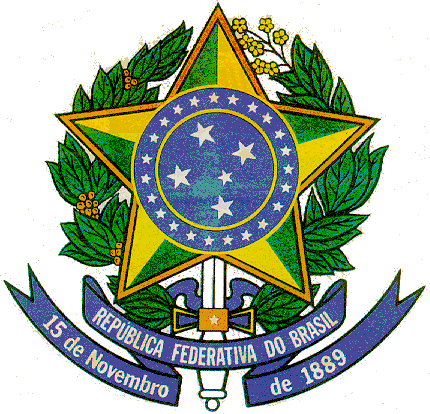 REPÚBLICA FEDERATIVA DO BRASIL
15 de Novembro
de 1889